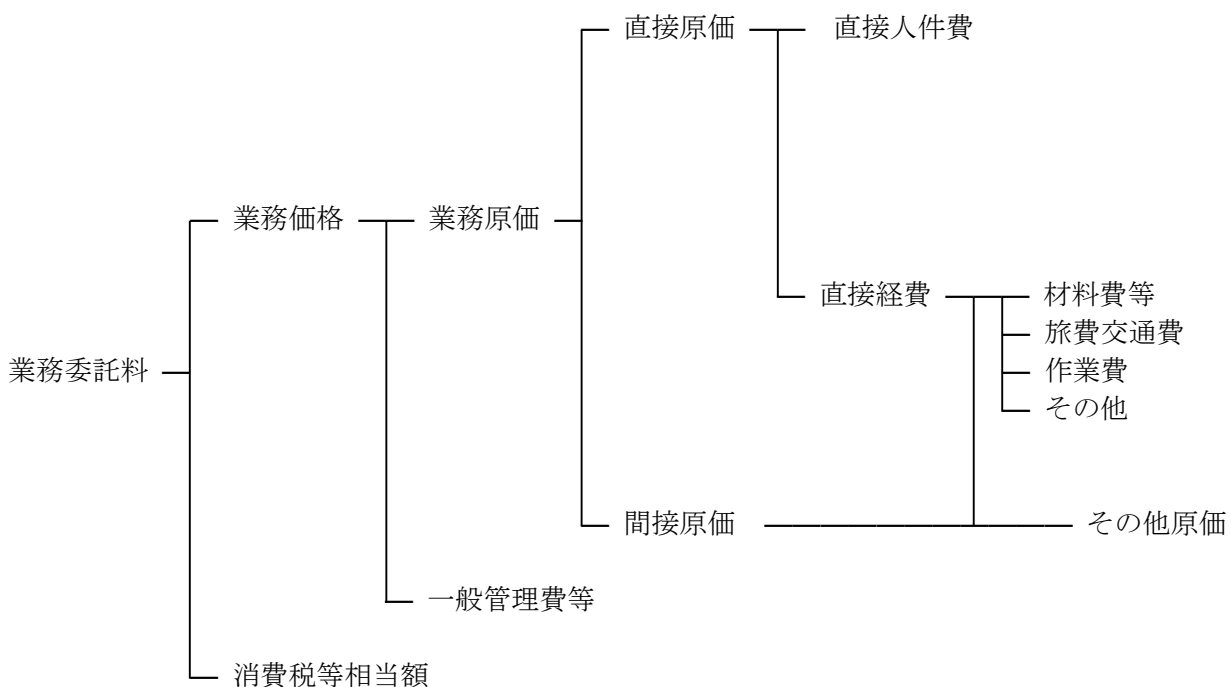 直接原価 直接人件費
業務価格 業務原価
直接経費 材料費等
旅費交通費
業務委託料 作業費
その他
間接原価 その他原価
一般管理費等
消費税等相当額